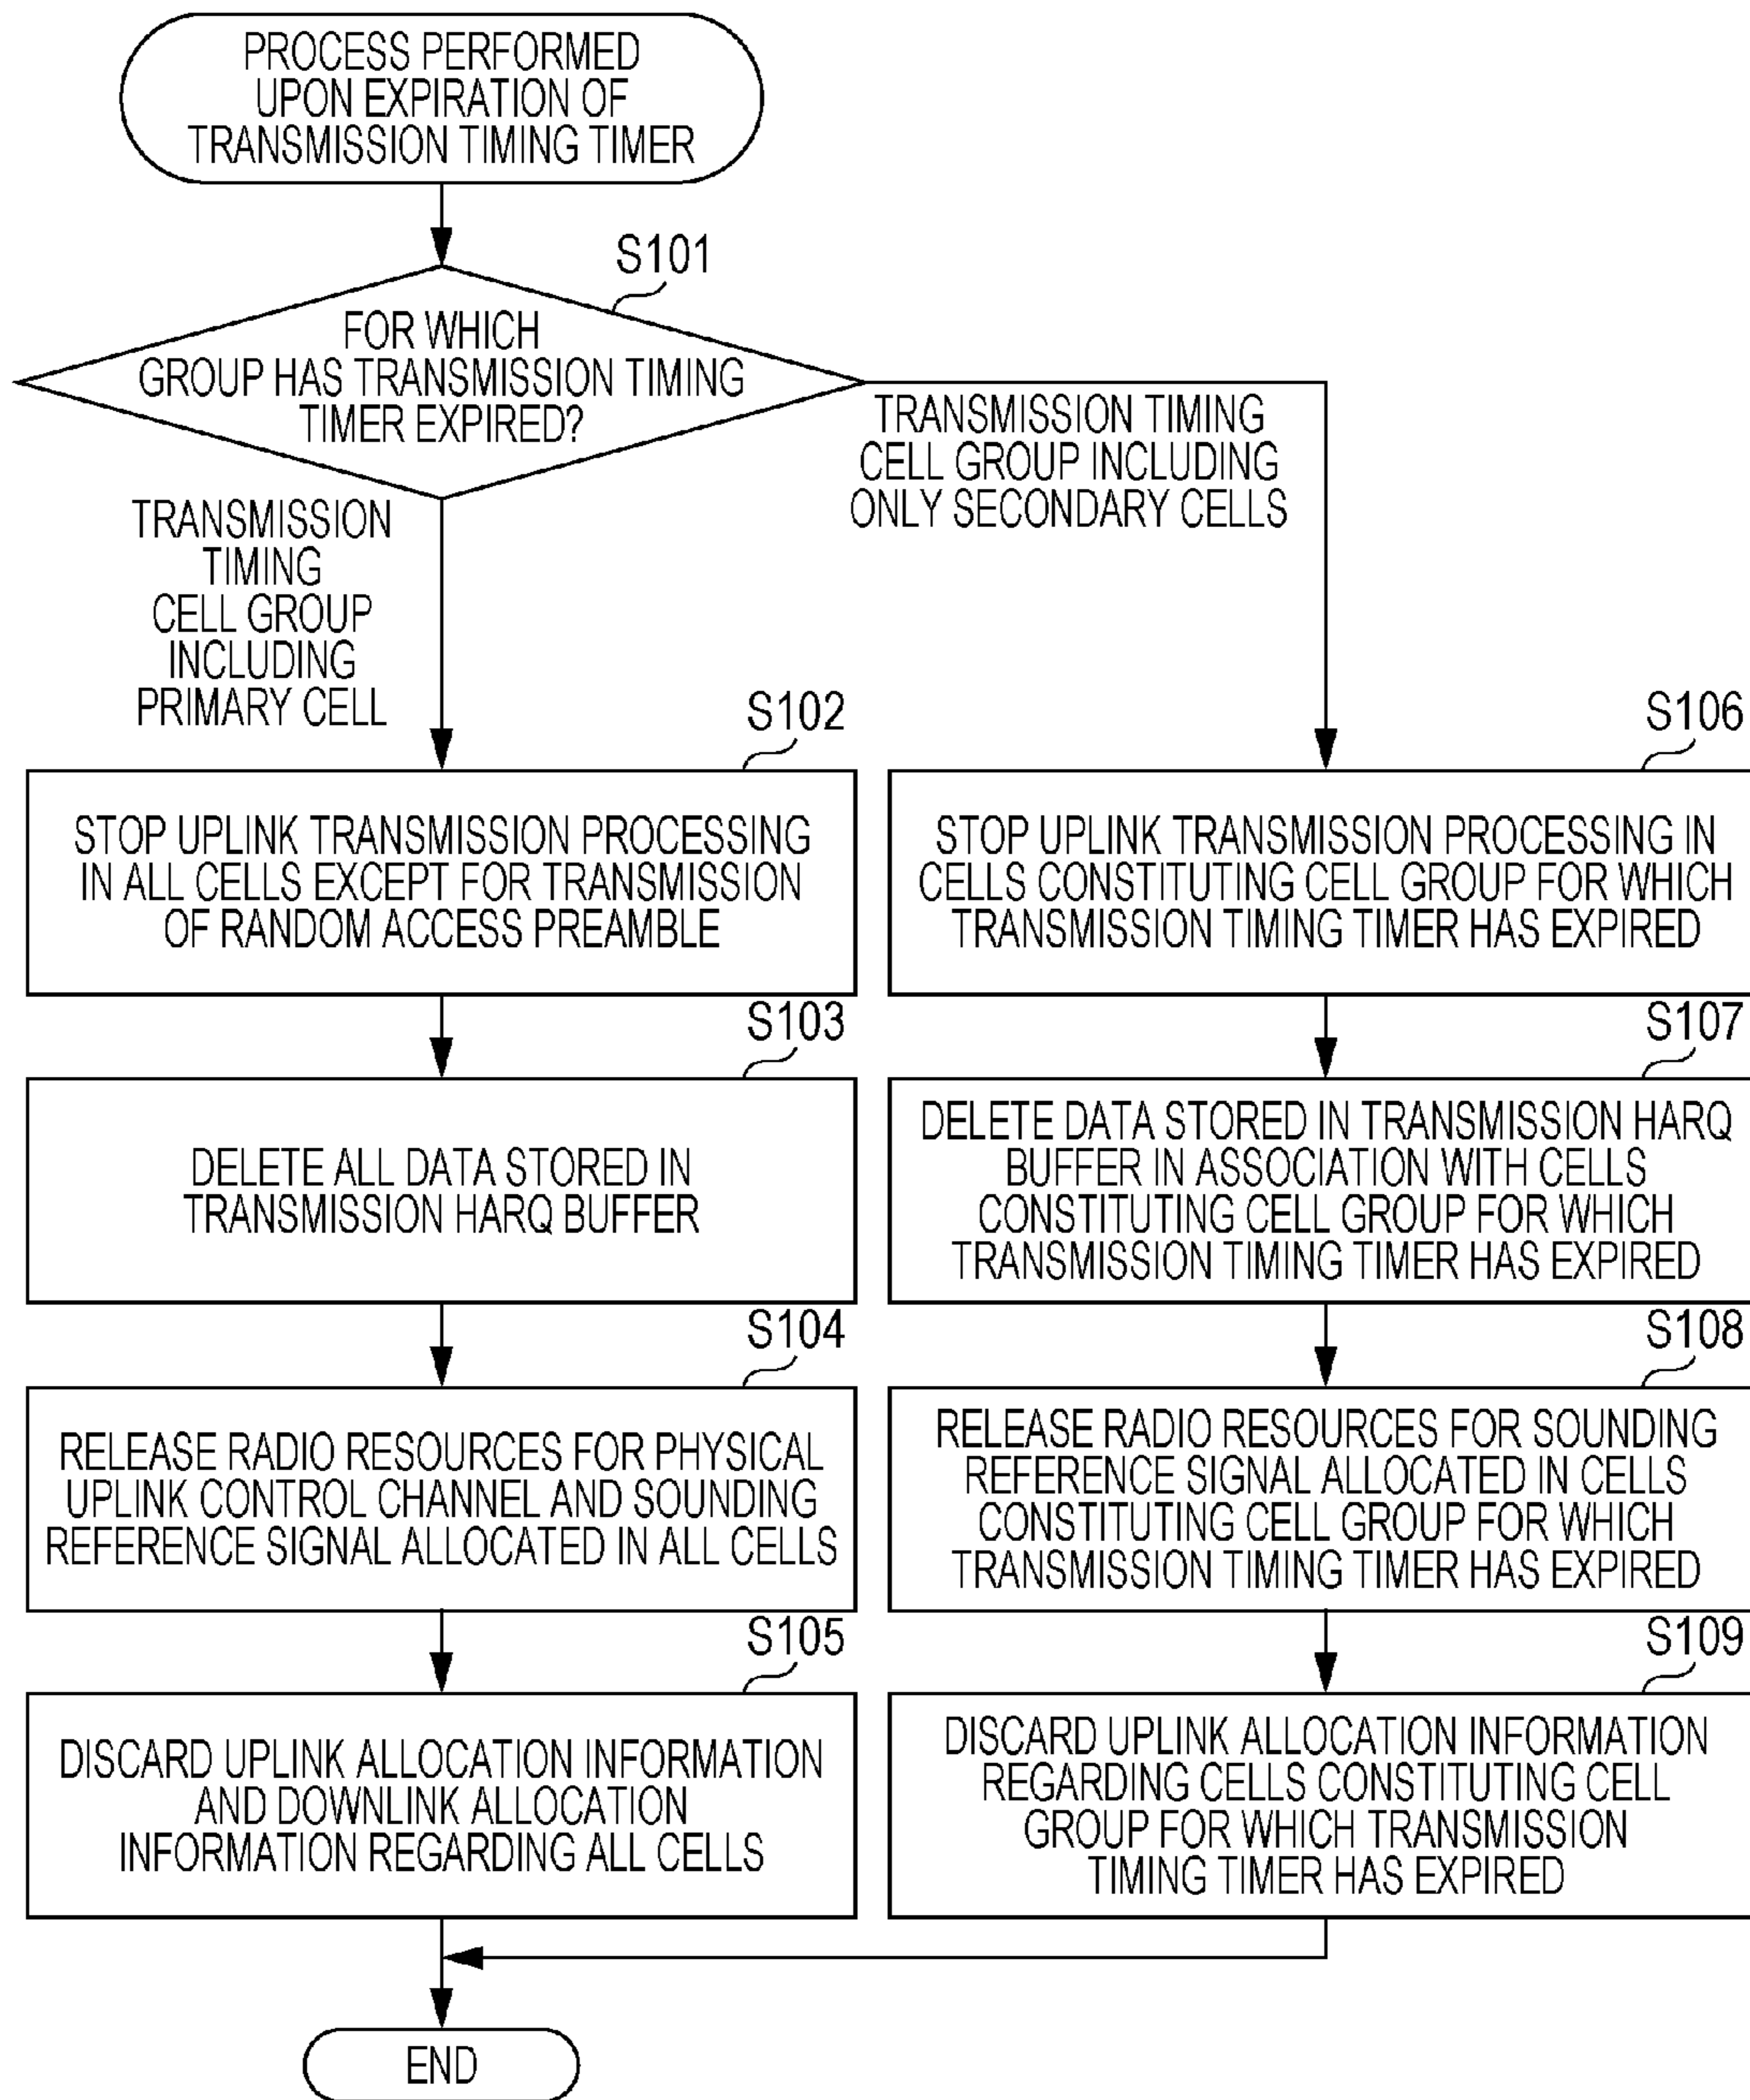 PROCESS PERFORMED
UPON EXPIRATION OF
TRANSMISSION TIMING TIMER
S101
FOR WHICH
GROUP HAS TRANSMISSION TIMING
TIMER EXPIRED?
TRANSMISSION TIMING
CELL GROUP INCLUDING
ONLY SECONDARY CELLS
TRANSMISSION
TIMING
CELL GROUP
INCLUDING
PRIMARY CELL
S102
STOP UPLINK TRANSMISSION PROCESSING
IN ALL CELLS EXCEPT FOR TRANSMISSION
OF RANDOM ACCESS PREAMBLE
S103
DELETE ALL DATA STORED IN
TRANSMISSION HARQ BUFFER
S104
RELEASE RADIO RESOURCES FOR PHYSICAL
UPLINK CONTROL CHANNEL AND SOUNDING
REFERENCE SIGNAL ALLOCATED IN ALL CELLS
S105
DISCARD UPLINK ALLOCATION INFORMATION
AND DOWNLINK ALLOCATION
INFORMATION REGARDING ALL CELLS
S106
STOP UPLINK TRANSMISSION PROCESSING IN
CELLS CONSTITUTING CELL GROUP FOR WHICH
TRANSMISSION TIMING TIMER HAS EXPIRED
S107
DELETE DATA STORED IN TRANSMISSION HARQ
BUFFER IN ASSOCIATION WITH CELLS
CONSTITUTING CELL GROUP FOR WHICH
TRANSMISSION TIMING TIMER HAS EXPIRED
S108
RELEASE RADIO RESOURCES FOR SOUNDING
REFERENCE SIGNAL ALLOCATED IN CELLS
CONSTITUTING CELL GROUP FOR WHICH
TRANSMISSION TIMING TIMER HAS EXPIRED
S109
DISCARD UPLINK ALLOCATION INFORMATION
REGARDING CELLS CONSTITUTING CELL
GROUP FOR WHICH TRANSMISSION
TIMING TIMER HAS EXPIRED
END